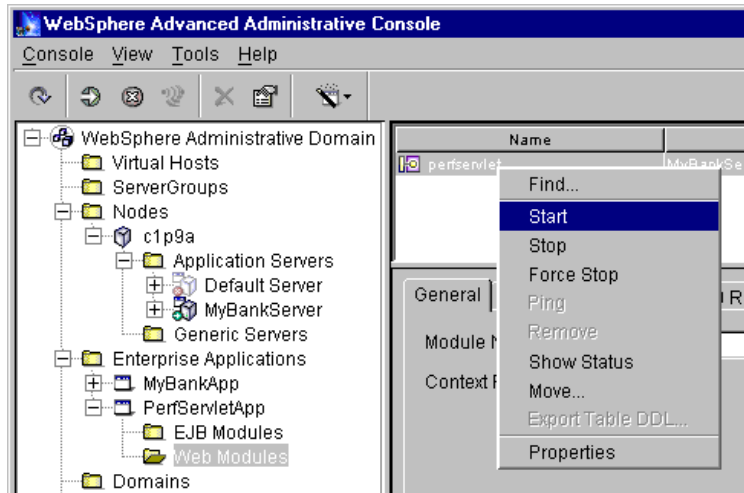 WebSphere Advanced Administrative Co
Console View Tools Help
WebSphere Administrative Domain
Virtual Hosts
ServerGroups
Nodes
c1p9a
Application Servers
Default Server
MyBankServer
Generic Servers
Enterprise Applications
MyBankApp
PerfServletApp
EJB Modules
Web Modules
Domains
Name
perfservlet MyBankSe
Find...
Start
Stop
Force Stop
Ping
Remove
Show Status
Move...
Export Table DDL...
Properties
General
R
Module N
Context